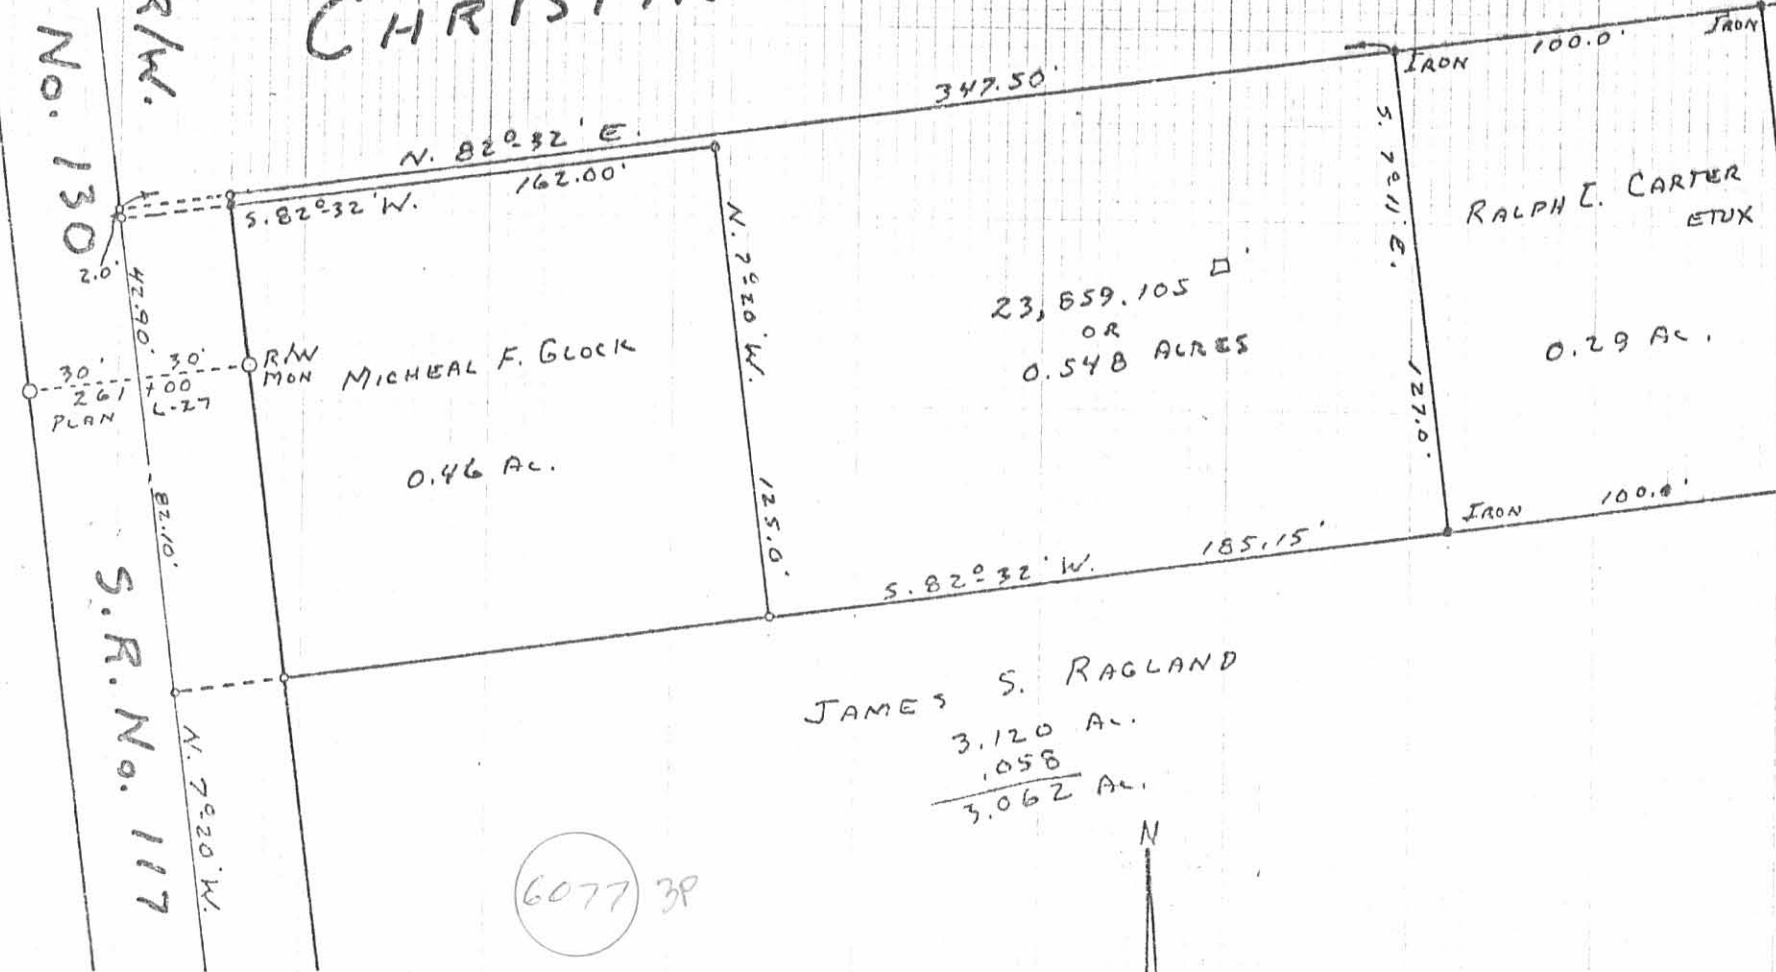 R/W.
No. 130
S.R. No. 117
N. 82°-32' E.
347.50'
S. 82°-32' W.
162.00'
2.0'
42.90'
30'
30'
261+00
PLAN
L-27
R/W
MON
82.10'
N. 7°-20' W.
MICHEAL F. GLOCK
0.46 AC.
N. 7°-20' W.
125.0'
23,859.105 □'
OR
0.548 ACRES
S. 7°-11' E.
127.0'
IRON
100.0'
IRON
RALPH E. CARTER
ETUX
0.29 AC.
IRON
100.0'
S. 82°-32' W.
185.15'
JAMES S. RAGLAND
3.120 AC.
.058
3.062 AC.
N
6077 3P